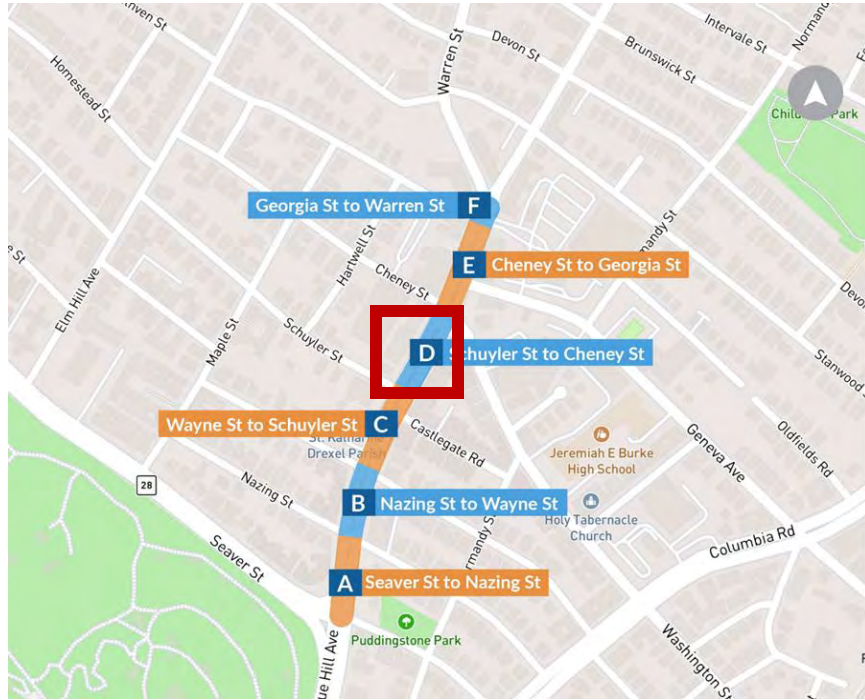 Warren St
Devon St
Intervale St
Brunswick St
Homestead St
Park
Georgia St to Warren St F
E Cheney St to Georgia St
Hartwell St
Cheney St
Elm Hill Ave
Maple St
Schuyler St
D Schuyler St to Cheney St
Stanwood
Wayne St to Schuyler St C
St. Katharine
Drexel Parish
Castlegate Rd
Jeremiah E Burke
High School
Geneva Ave
Oldfields Rd
28
Nazing St
B Nazing St to Wayne St
Holy Tabernacle
Church
Columbia Rd
Seaver St
A Seaver St to Nazing St
Puddingstone Park
Washington St
ue Hill Ave